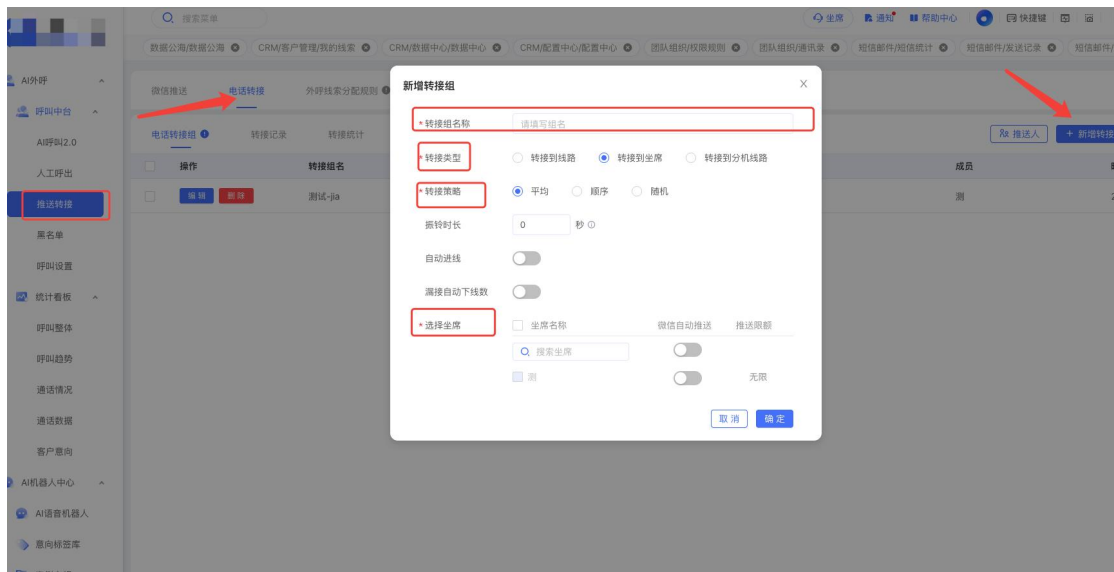 搜索菜单
坐席 通知 帮助中心 快捷键
数据公海/数据公海 CRM/客户管理/我的线索 CRM/数据中心/数据中心 CRM/配置中心/配置中心 团队组织/权限规则 团队组织/通讯录 短信邮件/短信统计 短信邮件/发送记录 短信邮件/
AI外呼
呼叫中台
AI呼叫2.0
人工呼出
推送转接
黑名单
呼叫设置
统计看板
呼叫整体
呼叫趋势
通话情况
通话数据
客户意向
AI机器人中心
AI语音机器人
意向标签库
微信推送 电话转接 外呼线索分配规则
电话转接组 转接记录 转接统计
推送人 + 新增转接
操作 转接组名 成员
编辑 删除 测试-jia 测
新增转接组
* 转接组名称 请填写组名
* 转接类型 转接到线路 转接到坐席 转接到分机线路
* 转接策略 平均 顺序 随机
振铃时长 0 秒
自动进线
漏接自动下线数
* 选择坐席 坐席名称 微信自动推送 推送限额
搜索坐席
测 无限
取消 确定